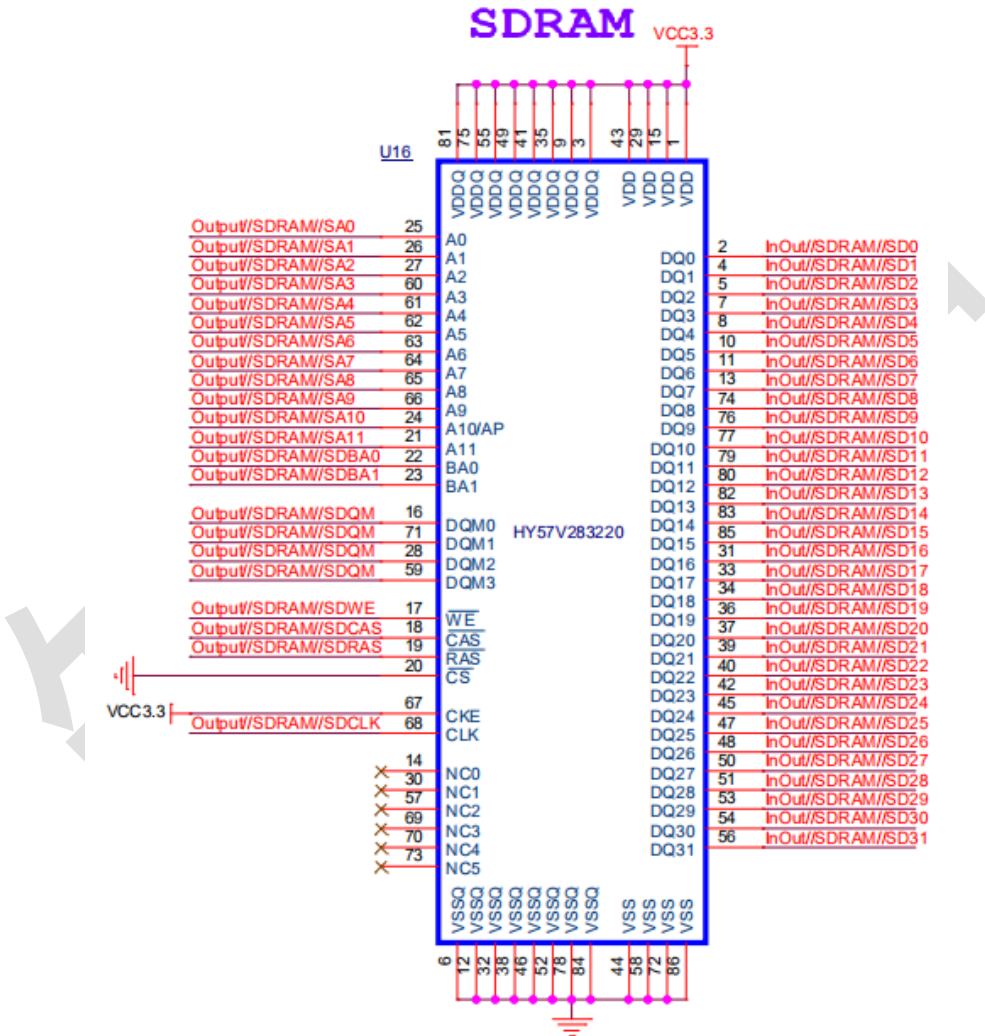 SDRAM
VCC3.3
81 75 55 49 41 35 9 3 43 29 15 1
U16
VDDQ VDDQ VDDQ VDDQ VDDQ VDDQ VDDQ VDDQ VDD VDD VDD VDD
Output//SDRAM//SA0 25 A0
Output//SDRAM//SA1 26 A1
Output//SDRAM//SA2 27 A2
Output//SDRAM//SA3 60 A3
Output//SDRAM//SA4 61 A4
Output//SDRAM//SA5 62 A5
Output//SDRAM//SA6 63 A6
Output//SDRAM//SA7 64 A7
Output//SDRAM//SA8 65 A8
Output//SDRAM//SA9 66 A9
Output//SDRAM//SA10 24 A10/AP
Output//SDRAM//SA11 21 A11
Output//SDRAM//SDBA0 22 BA0
Output//SDRAM//SDBA1 23 BA1
Output//SDRAM//SDQM 16 DQM0
Output//SDRAM//SDQM 71 DQM1
Output//SDRAM//SDQM 28 DQM2
Output//SDRAM//SDQM 59 DQM3
Output//SDRAM//SDWE 17 WE
Output//SDRAM//SDCAS 18 CAS
Output//SDRAM//SDRAS 19 RAS
20 CS
VCC3.3 67 CKE
Output//SDRAM//SDCLK 68 CLK
14 NC0
30 NC1
57 NC2
69 NC3
70 NC4
73 NC5
HY57V283220
DQ0 2 InOut//SDRAM//SD0
DQ1 4 InOut//SDRAM//SD1
DQ2 5 InOut//SDRAM//SD2
DQ3 7 InOut//SDRAM//SD3
DQ4 8 InOut//SDRAM//SD4
DQ5 10 InOut//SDRAM//SD5
DQ6 11 InOut//SDRAM//SD6
DQ7 13 InOut//SDRAM//SD7
DQ8 74 InOut//SDRAM//SD8
DQ9 76 InOut//SDRAM//SD9
DQ10 77 InOut//SDRAM//SD10
DQ11 79 InOut//SDRAM//SD11
DQ12 80 InOut//SDRAM//SD12
DQ13 82 InOut//SDRAM//SD13
DQ14 83 InOut//SDRAM//SD14
DQ15 85 InOut//SDRAM//SD15
DQ16 31 InOut//SDRAM//SD16
DQ17 33 InOut//SDRAM//SD17
DQ18 34 InOut//SDRAM//SD18
DQ19 36 InOut//SDRAM//SD19
DQ20 37 InOut//SDRAM//SD20
DQ21 39 InOut//SDRAM//SD21
DQ22 40 InOut//SDRAM//SD22
DQ23 42 InOut//SDRAM//SD23
DQ24 45 InOut//SDRAM//SD24
DQ25 47 InOut//SDRAM//SD25
DQ26 48 InOut//SDRAM//SD26
DQ27 50 InOut//SDRAM//SD27
DQ28 51 InOut//SDRAM//SD28
DQ29 53 InOut//SDRAM//SD29
DQ30 54 InOut//SDRAM//SD30
DQ31 56 InOut//SDRAM//SD31
VSSQ VSSQ VSSQ VSSQ VSSQ VSSQ VSSQ VSSQ VSS VSS VSS VSS
6 12 32 38 46 52 78 84 44 58 72 86